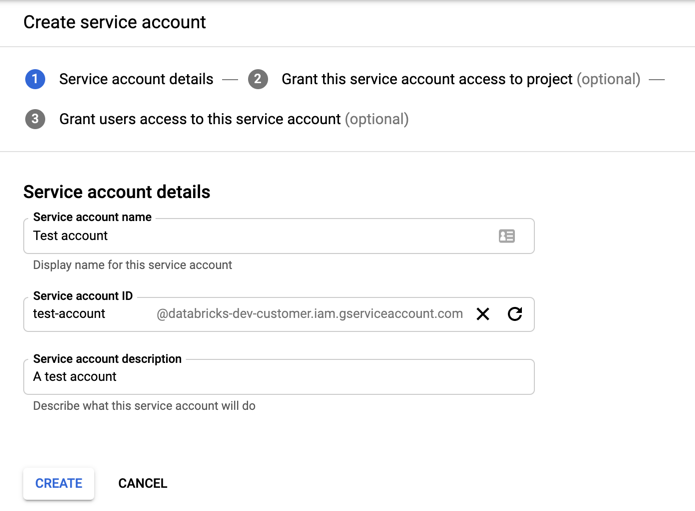 Create service account
1 Service account details — 2 Grant this service account access to project (optional) —
3 Grant users access to this service account (optional)
Service account details
Service account name
Test account
Display name for this service account
Service account ID
test-account @databricks-dev-customer.iam.gserviceaccount.com
Service account description
A test account
Describe what this service account will do
CREATE CANCEL